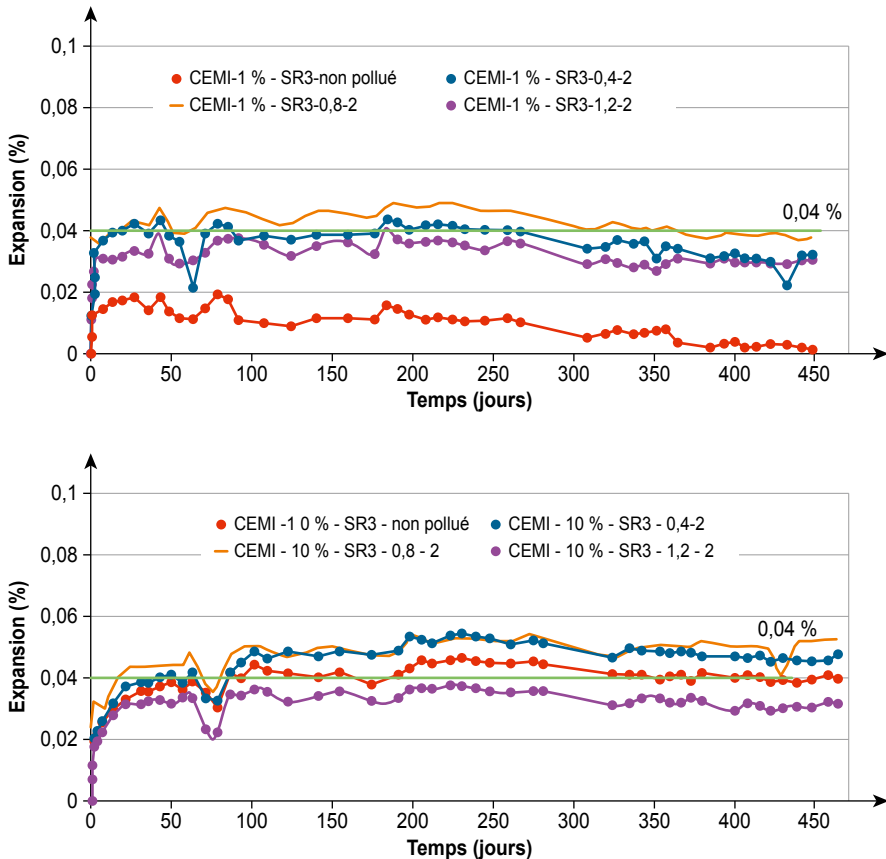 0,1
CEMI-1 % - SR3-non pollué
CEMI-1 % - SR3-0,4-2
CEMI-1 % - SR3-0,8-2
CEMI-1 % - SR3-1,2-2
0,08
0,06
0,04 %
0,04
0,02
0
Expansion (%)
0 50 100 150 200 250 300 350 400 450
Temps (jours)
0,1
CEMI -1 0 % - SR3 - non pollué
CEMI - 10 % - SR3 - 0,4-2
CEMI - 10 % - SR3 - 0,8 - 2
CEMI - 10 % - SR3 - 1,2 - 2
0,08
0,06
0,04 %
0,04
0,02
0
Expansion (%)
0 50 100 150 200 250 300 350 400 450
Temps (jours)